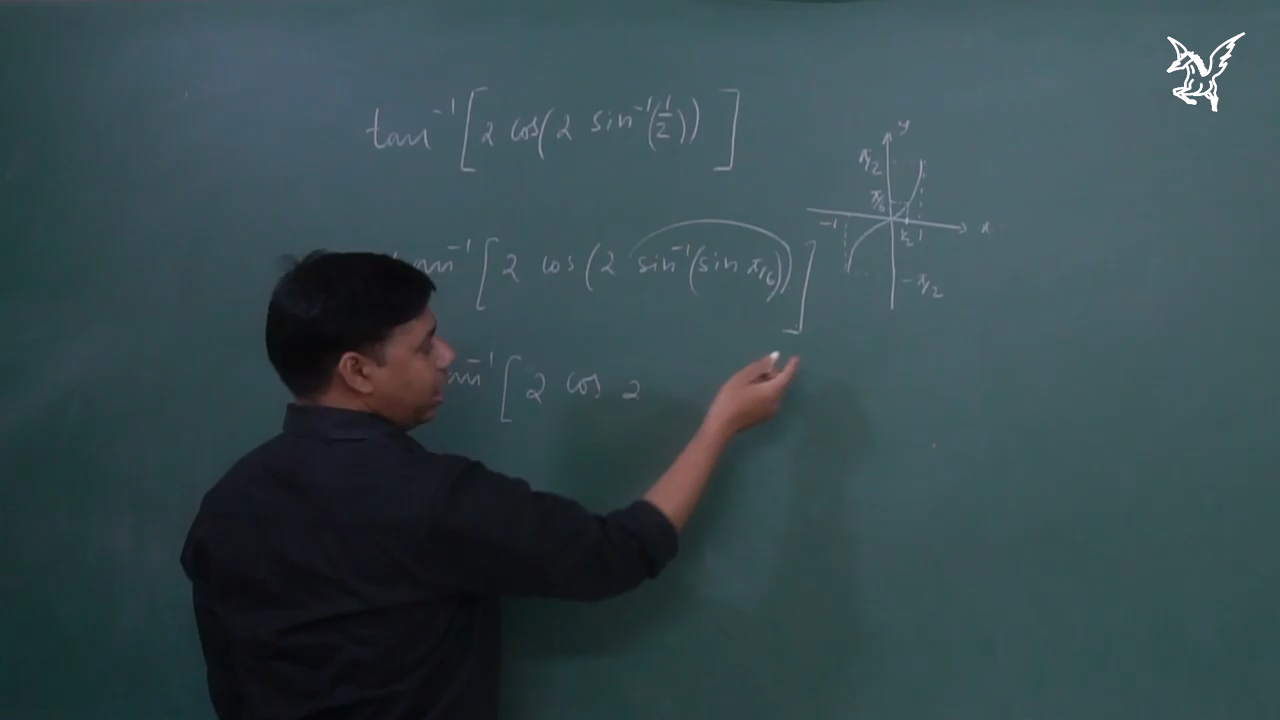 tan⁻¹ [ 2 cos( 2 sin⁻¹(1/2)) ]
tan⁻¹ [ 2 cos ( 2 sin⁻¹(sin π/6)) ]
an⁻¹ [ 2 cos 2
y
π/2
π/6
-1
1/2 1
x
-π/2